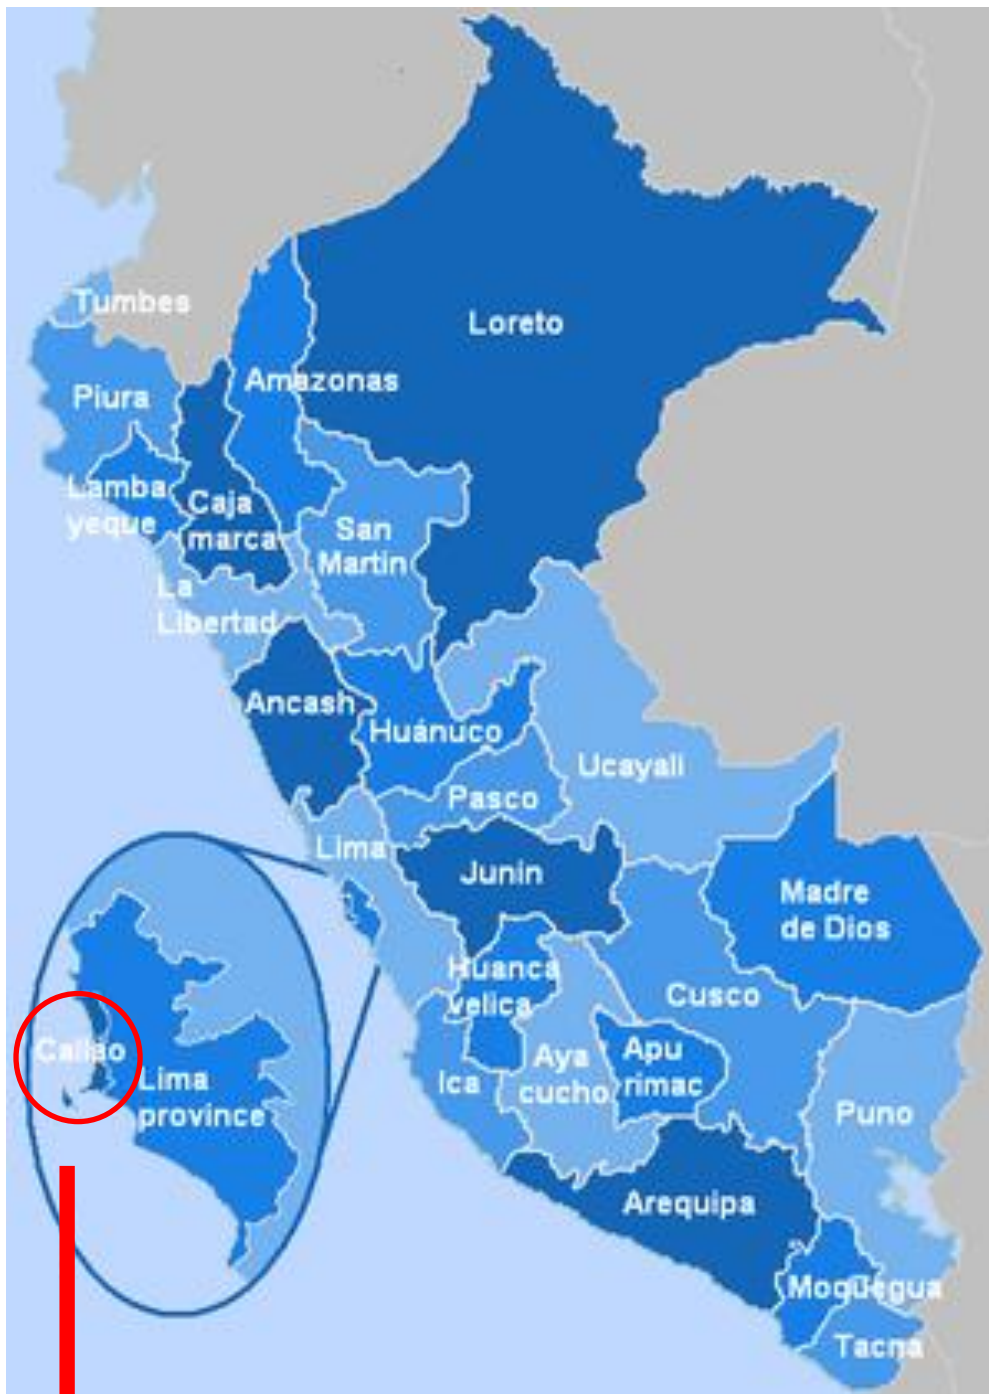 Tumbes
Loreto
Amazonas
Piura
Lamba
yeque
Caja
marca
San
Martin
La
Libertad
Ancash
Huánuco
Ucayali
Pasco
Lima
Junin
Madre
de Dios
Huanca
velica
Cusco
Callao
Lima
province
Ica
Aya
cucho
Apu
rimac
Puno
Arequipa
Moquegua
Tacna